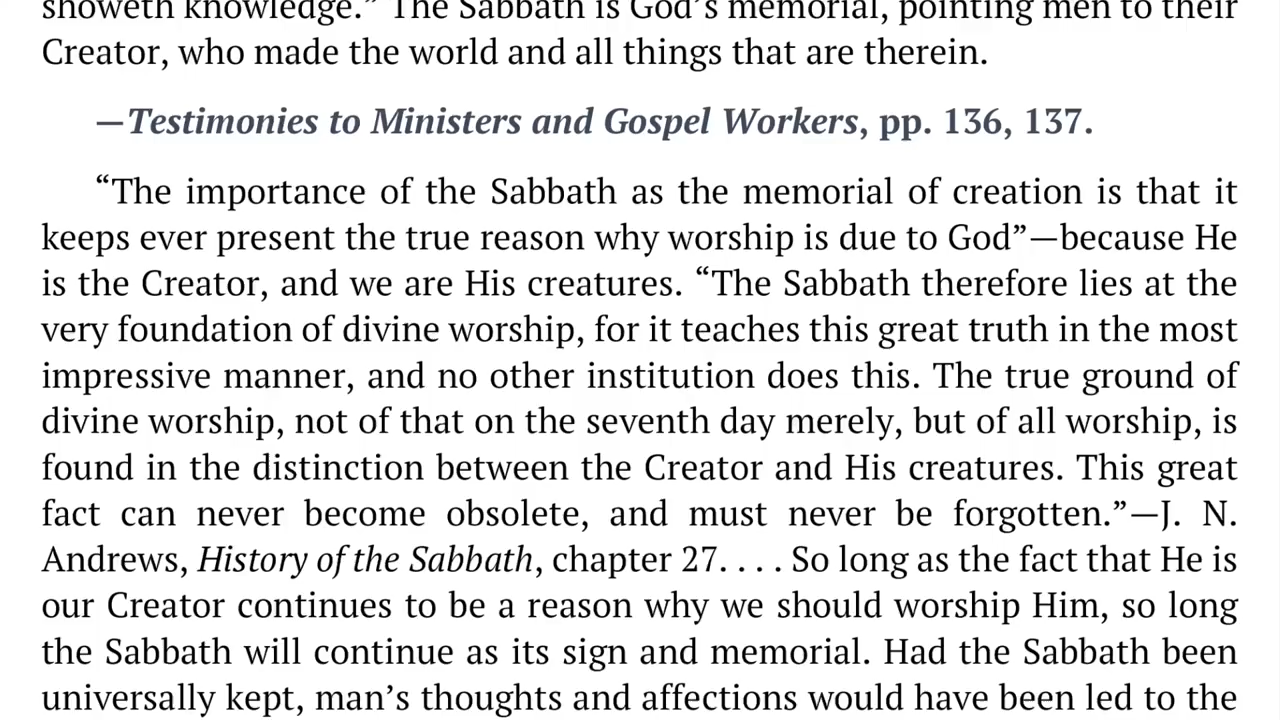 showeth knowledge.” The Sabbath is God’s memorial, pointing men to their
Creator, who made the world and all things that are therein.
—Testimonies to Ministers and Gospel Workers, pp. 136, 137.
“The importance of the Sabbath as the memorial of creation is that it
keeps ever present the true reason why worship is due to God”—because He
is the Creator, and we are His creatures. “The Sabbath therefore lies at the
very foundation of divine worship, for it teaches this great truth in the most
impressive manner, and no other institution does this. The true ground of
divine worship, not of that on the seventh day merely, but of all worship, is
found in the distinction between the Creator and His creatures. This great
fact can never become obsolete, and must never be forgotten.”—J. N.
Andrews, History of the Sabbath, chapter 27. . . . So long as the fact that He is
our Creator continues to be a reason why we should worship Him, so long
the Sabbath will continue as its sign and memorial. Had the Sabbath been
universally kept, man’s thoughts and affections would have been led to the